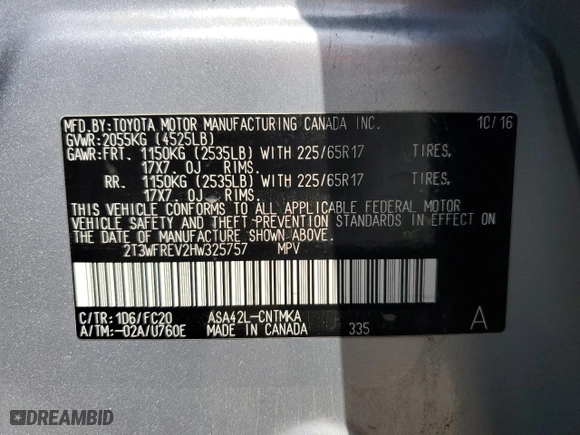 MFD.BY:TOYOTA MOTOR MANUFACTURING CANADA INC. 10/16
GVWR:2055KG (4525LB)
GAWR:FRT. 1150KG (2535LB) WITH 225/65R17 TIRES,
17X7.0J RIMS.
RR. 1150KG (2535LB) WITH 225/65R17 TIRES,
17X7.0J RIMS.
THIS VEHICLE CONFORMS TO ALL APPLICABLE FEDERAL MOTOR
VEHICLE SAFETY AND THEFT-PREVENTION STANDARDS IN EFFECT ON
THE DATE OF MANUFACTURE SHOWN ABOVE.
2T3WFREV2HW325757 MPV
C/TR:1D6/FC20 ASA42L-CNTMKA
A/TM:-02A/U760E MADE IN CANADA 335 A
DREAMBID